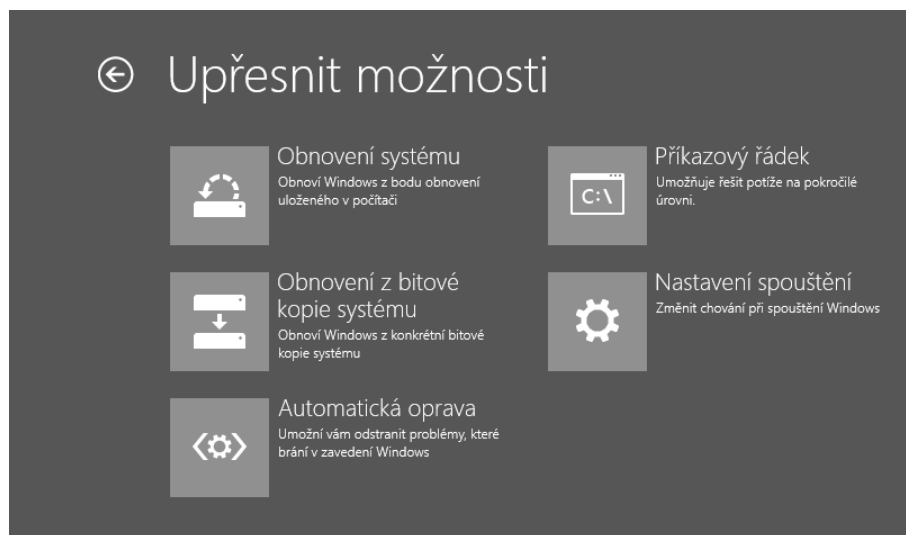 Upřesnit možnosti
Obnovení systému
Obnoví Windows z bodu obnovení
uloženého v počítači
Obnovení z bitové
kopie systému
Obnoví Windows z konkrétní bitové
kopie systému
Automatická oprava
Umožní vám odstranit problémy, které
brání v zavedení Windows
C:\
Příkazový řádek
Umožňuje řešit potíže na pokročilé
úrovni.
Nastavení spouštění
Změnit chování při spouštění Windows